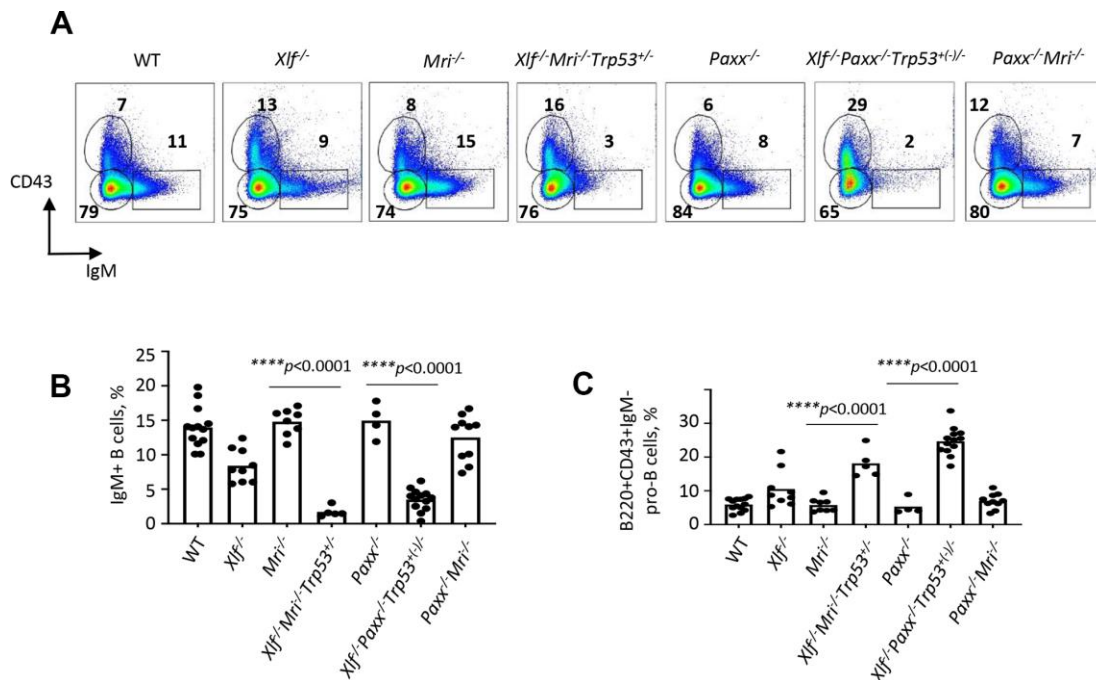 A
WT
Xlf-/-
Mri-/-
Xlf-/-Mri-/-Trp53+/-
Paxx-/-
Xlf-/-Paxx-/-Trp53+(-)/-
Paxx-/-Mri-/-
7
11
79
13
9
75
8
15
74
16
3
76
6
8
84
29
2
65
12
7
80
CD43
IgM
B
IgM+ B cells, %
25
20
15
10
5
0
****p<0.0001
****p<0.0001
WT
Xlf-/-
Mri-/-
Xlf-/-Mri-/-Trp53+/-
Paxx-/-
Xlf-/-Paxx-/-Trp53+(-)/-
Paxx-/-Mri-/-
C
B220+CD43+IgM-
pro-B cells, %
30
20
10
0
****p<0.0001
****p<0.0001
WT
Xlf-/-
Mri-/-
Xlf-/-Mri-/-Trp53+/-
Paxx-/-
Xlf-/-Paxx-/-Trp53+(-)/-
Paxx-/-Mri-/-